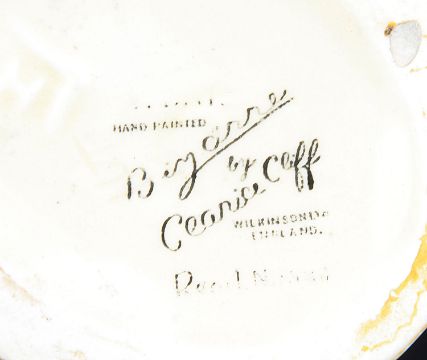 HAND PAINTED
Bizarre
by
Clarice Cliff
WILKINSON LTD
ENGLAND.